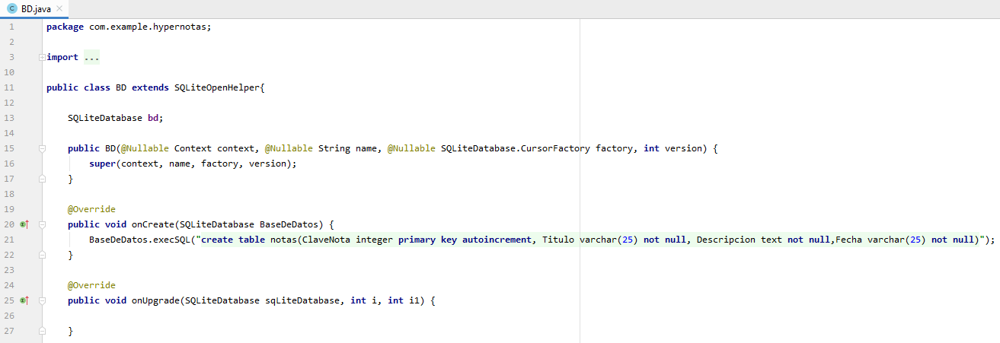 BD.java
1 package com.example.hypernotas;
2
3 import ...
10
11 public class BD extends SQLiteOpenHelper{
12
13 SQLiteDatabase bd;
14
15 public BD(@Nullable Context context, @Nullable String name, @Nullable SQLiteDatabase.CursorFactory factory, int version) {
16 super(context, name, factory, version);
17 }
18
19 @Override
20 public void onCreate(SQLiteDatabase BaseDeDatos) {
21 BaseDeDatos.execSQL("create table notas(ClaveNota integer primary key autoincrement, Titulo varchar(25) not null, Descripcion text not null,Fecha varchar(25) not null)");
22 }
23
24 @Override
25 public void onUpgrade(SQLiteDatabase sqLiteDatabase, int i, int i1) {
26
27 }